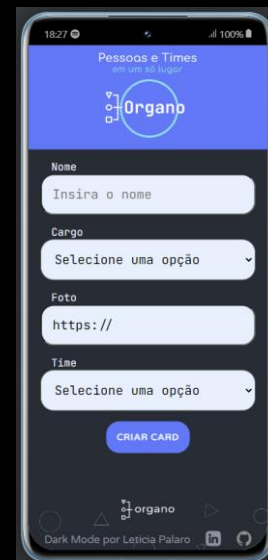 18:27
100%
Pessoas e Times
em um só lugar
Organo
Nome
Insira o nome
Cargo
Selecione uma opção
Foto
https://
Time
Selecione uma opção
CRIAR CARD
organo
Dark Mode por Leticia Palaro
in